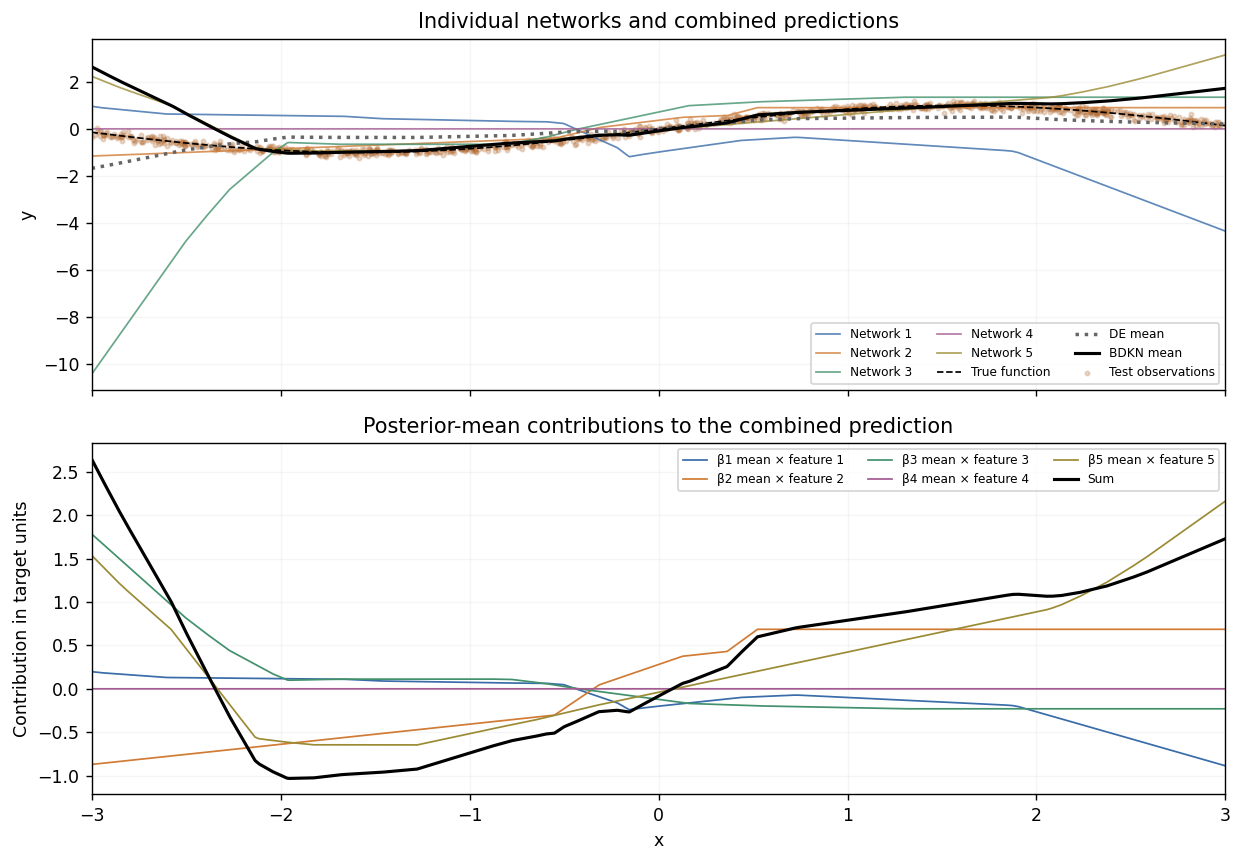 Individual networks and combined predictions
y
2
0
−2
−4
−6
−8
−10
Network 1
Network 2
Network 3
Network 4
Network 5
True function
DE mean
BDKN mean
Test observations
Posterior-mean contributions to the combined prediction
Contribution in target units
2.5
2.0
1.5
1.0
0.5
0.0
−0.5
−1.0
β1 mean × feature 1
β2 mean × feature 2
β3 mean × feature 3
β4 mean × feature 4
β5 mean × feature 5
Sum
−3
−2
−1
0
1
2
3
x